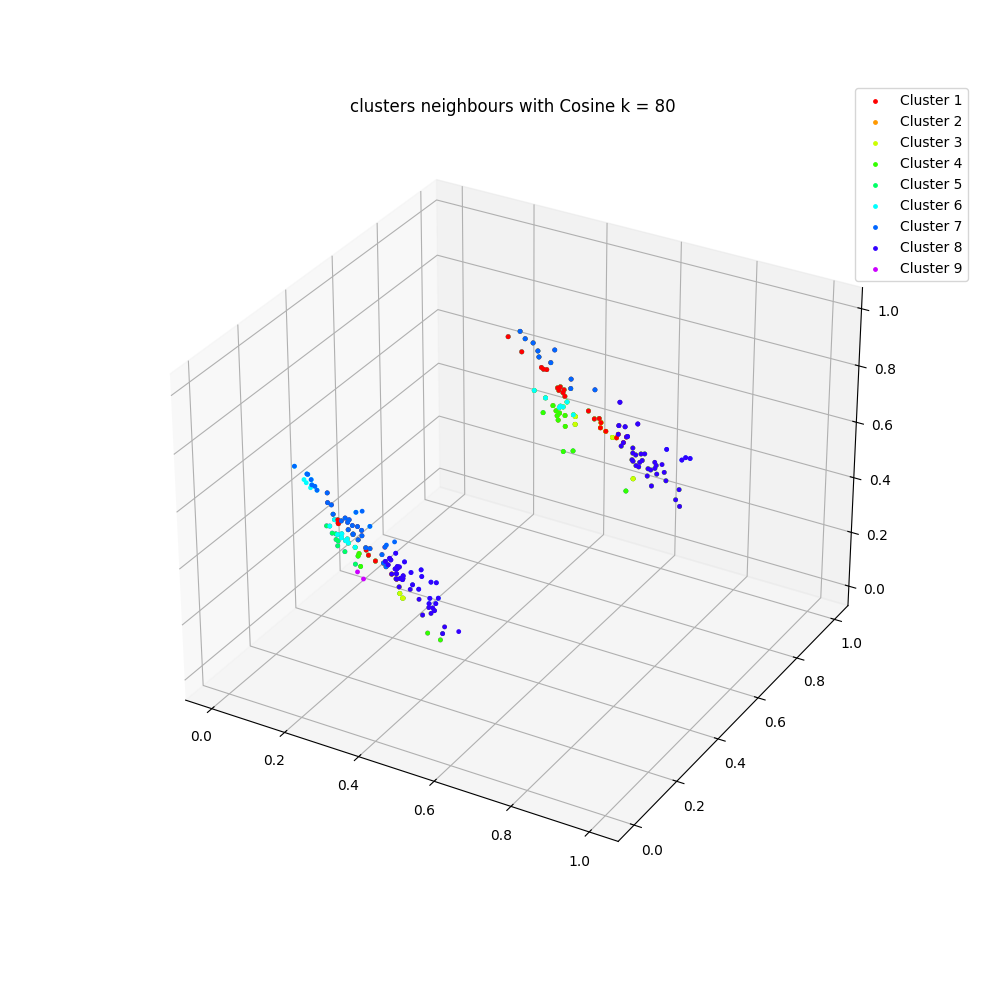 clusters neighbours with Cosine k = 80
Cluster 1
Cluster 2
Cluster 3
Cluster 4
Cluster 5
Cluster 6
Cluster 7
Cluster 8
Cluster 9
1.0
0.8
0.6
0.4
0.2
0.0
1.0
0.8
0.6
0.4
0.2
0.0
0.0
0.2
0.4
0.6
0.8
1.0